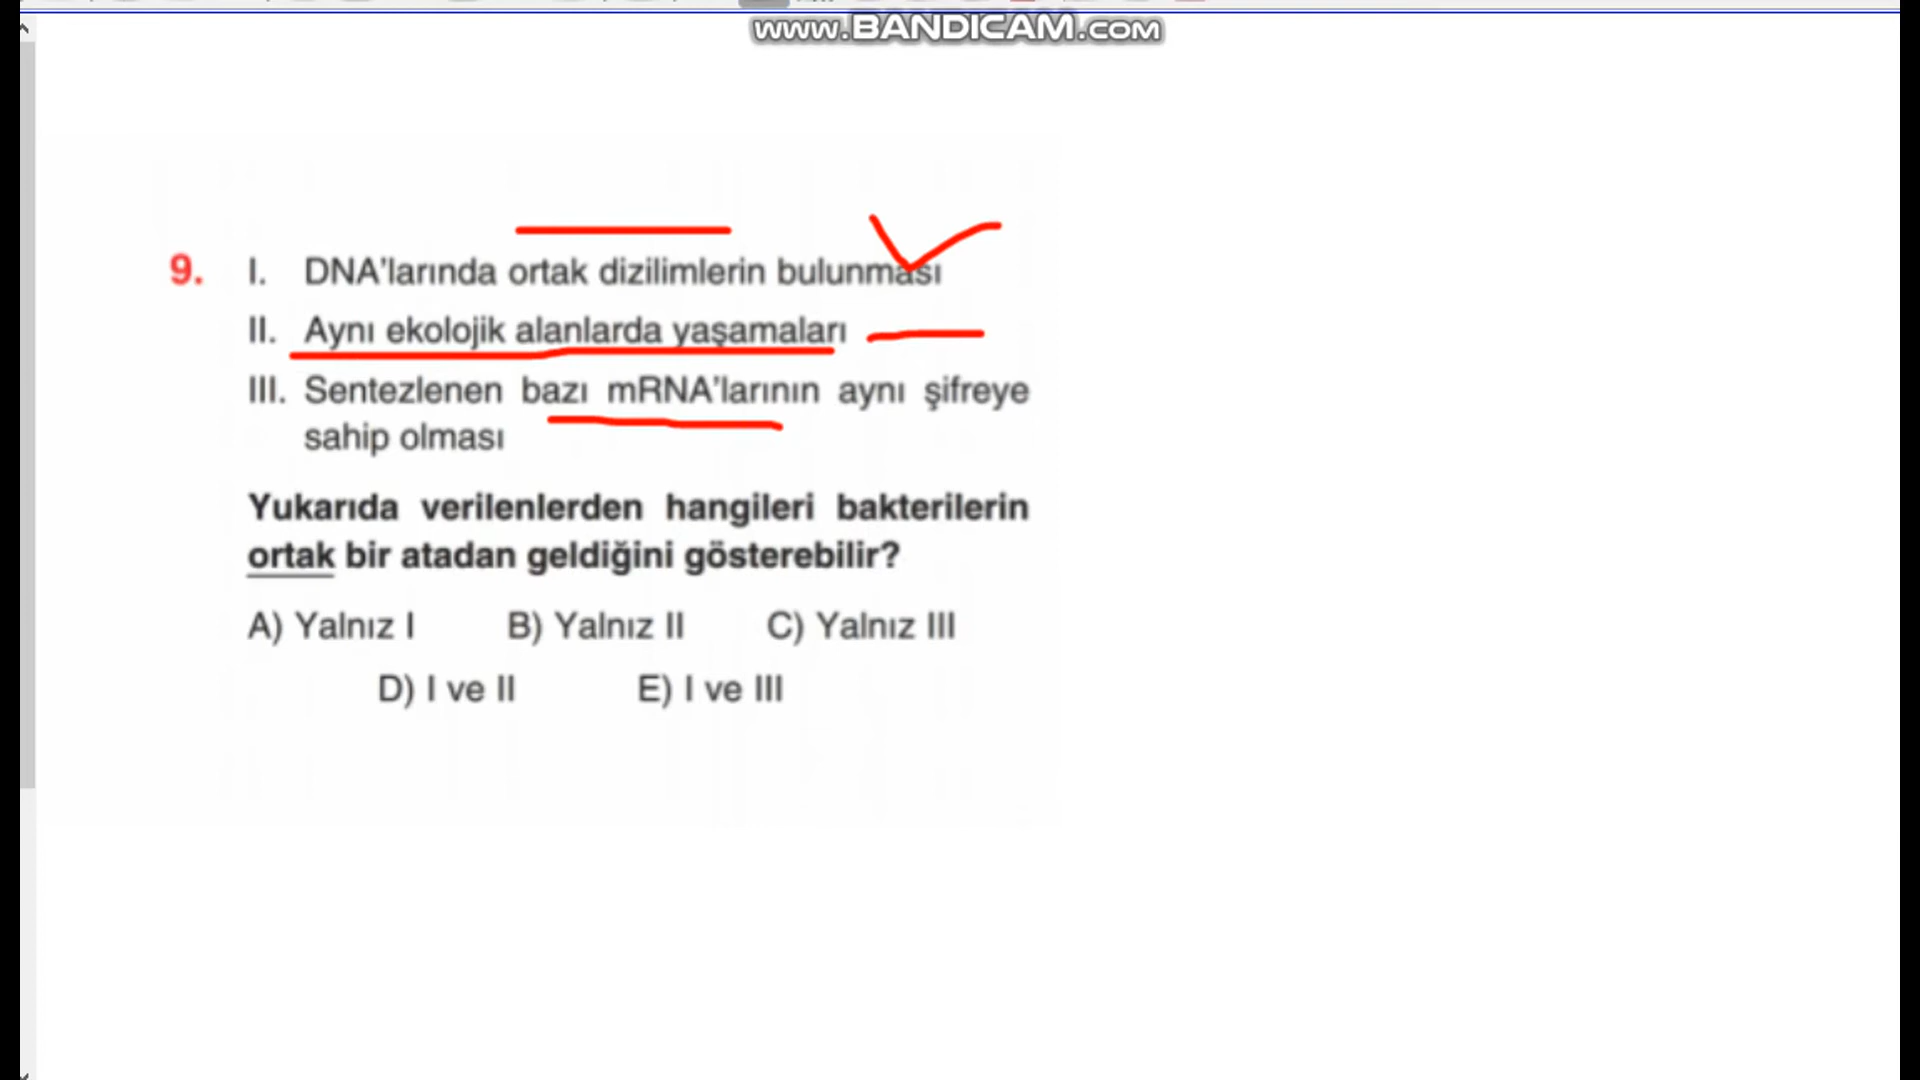 www.BANDICAM.com
9. I. DNA'larında ortak dizilimlerin bulunması
II. Aynı ekolojik alanlarda yaşamaları
III. Sentezlenen bazı mRNA'larının aynı şifreye
sahip olması
Yukarıda verilenlerden hangileri bakterilerin
ortak bir atadan geldiğini gösterebilir?
A) Yalnız I B) Yalnız II C) Yalnız III
D) I ve II E) I ve III